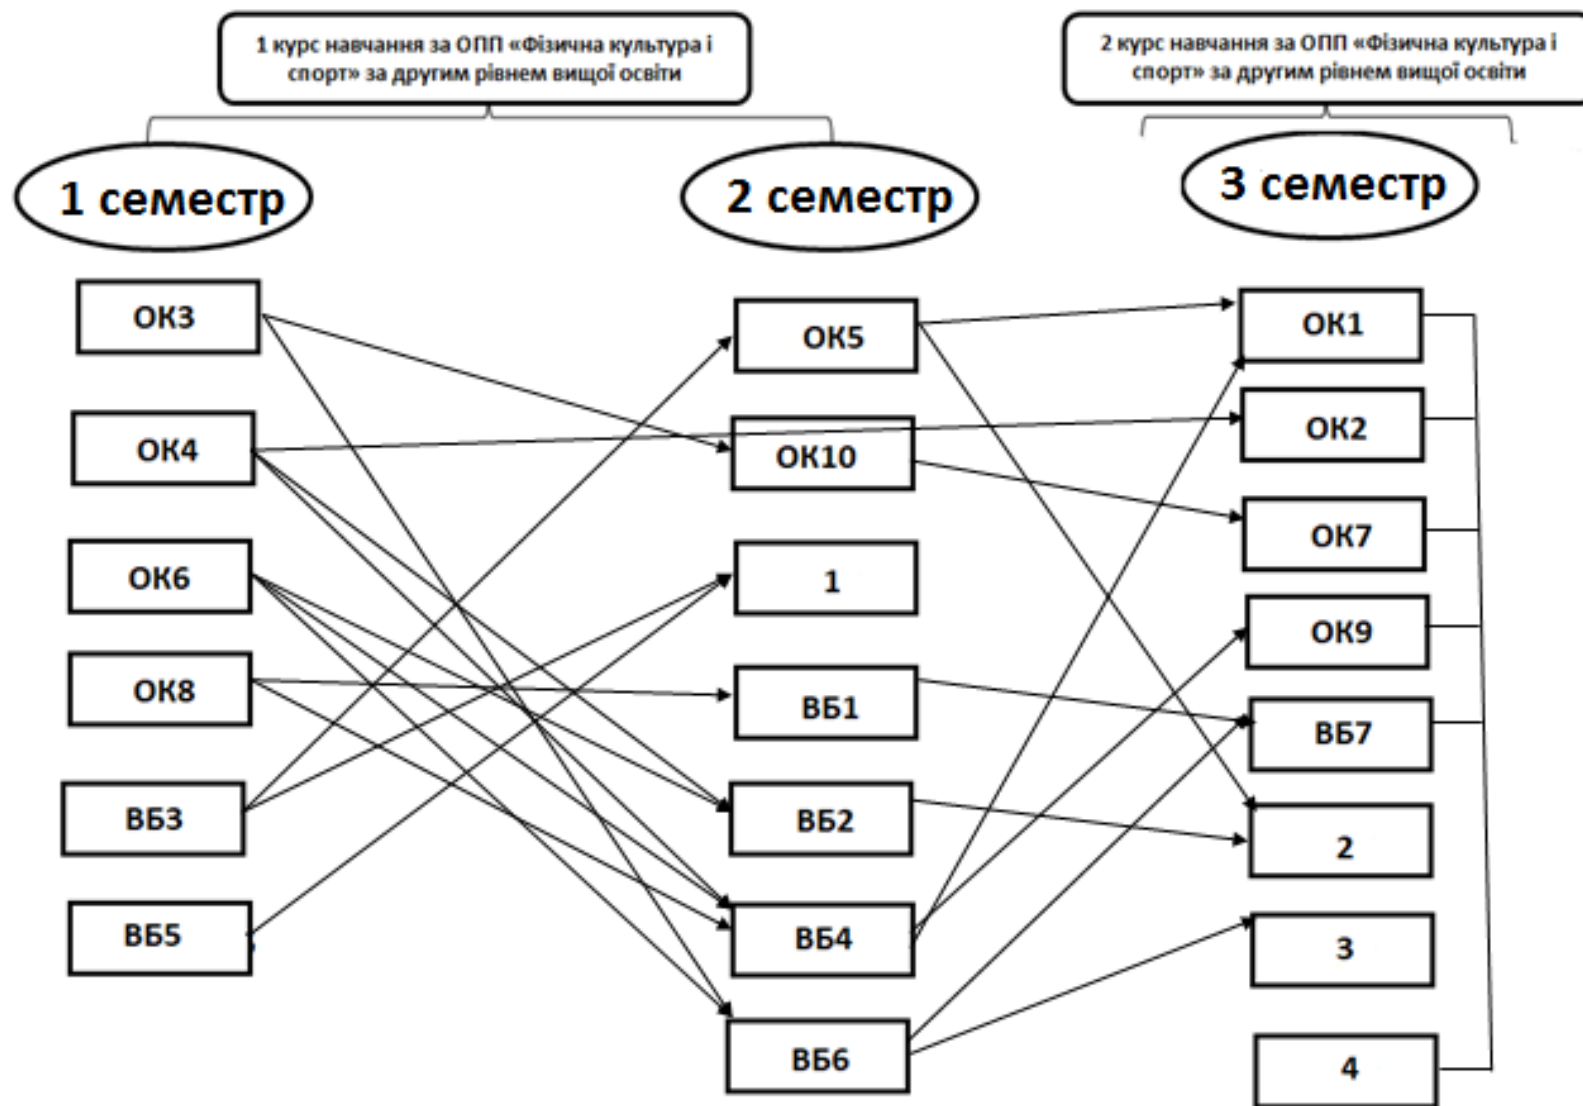 1 курс навчання за ОПП «Фізична культура і
спорт» за другим рівнем вищої освіти
2 курс навчання за ОПП «Фізична культура і
спорт» за другим рівнем вищої освіти
1 семестр
2 семестр
3 семестр
ОК3
ОК4
ОК6
ОК8
ВБ3
ВБ5
ОК5
ОК10
1
ВБ1
ВБ2
ВБ4
ВБ6
ОК1
ОК2
ОК7
ОК9
ВБ7
2
3
4